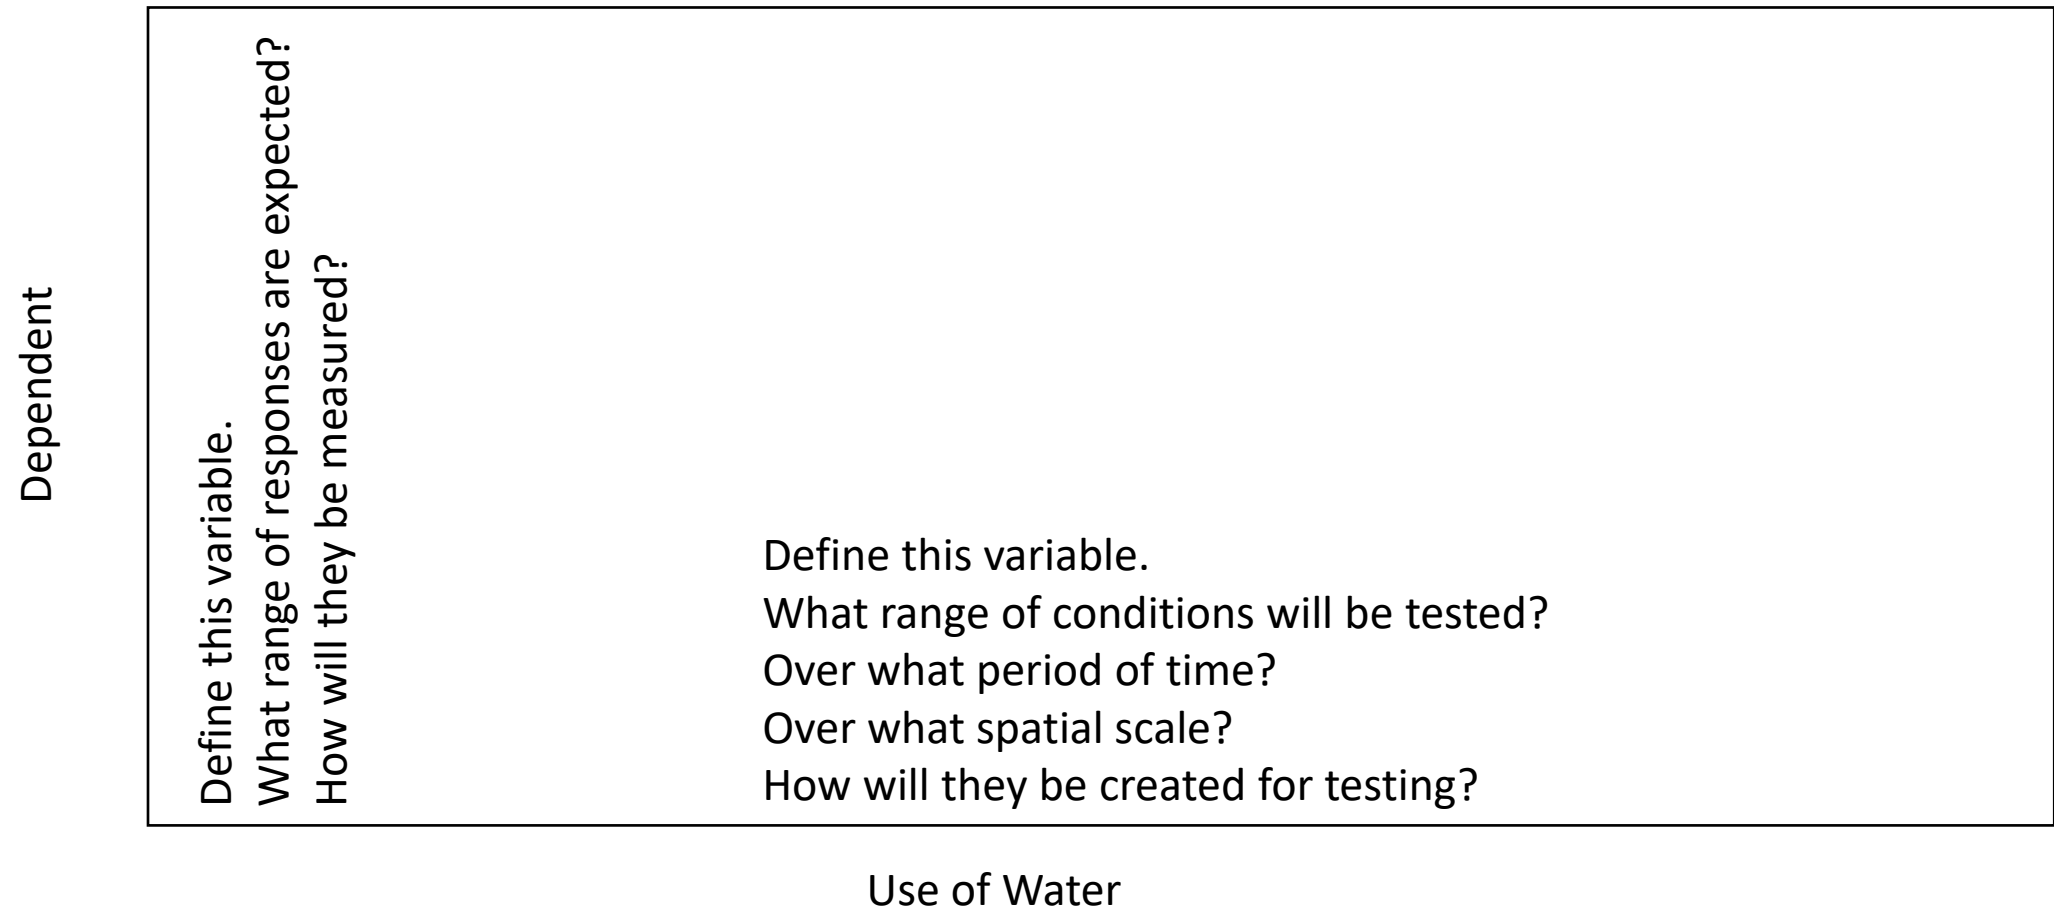 Dependent
Define this variable.
What range of responses are expected?
How will they be measured?
Define this variable.
What range of conditions will be tested?
Over what period of time?
Over what spatial scale?
How will they be created for testing?
Use of Water